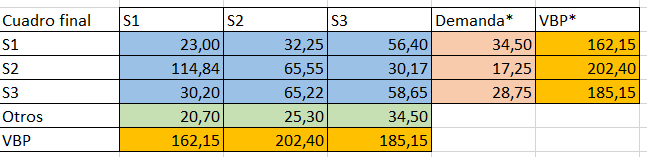 Cuadro final S1 S2 S3 Demanda* VBP*
S1 23,00 32,25 56,40 34,50 162,15
S2 114,84 65,55 30,17 17,25 202,40
S3 30,20 65,22 58,65 28,75 185,15
Otros 20,70 25,30 34,50
VBP 162,15 202,40 185,15